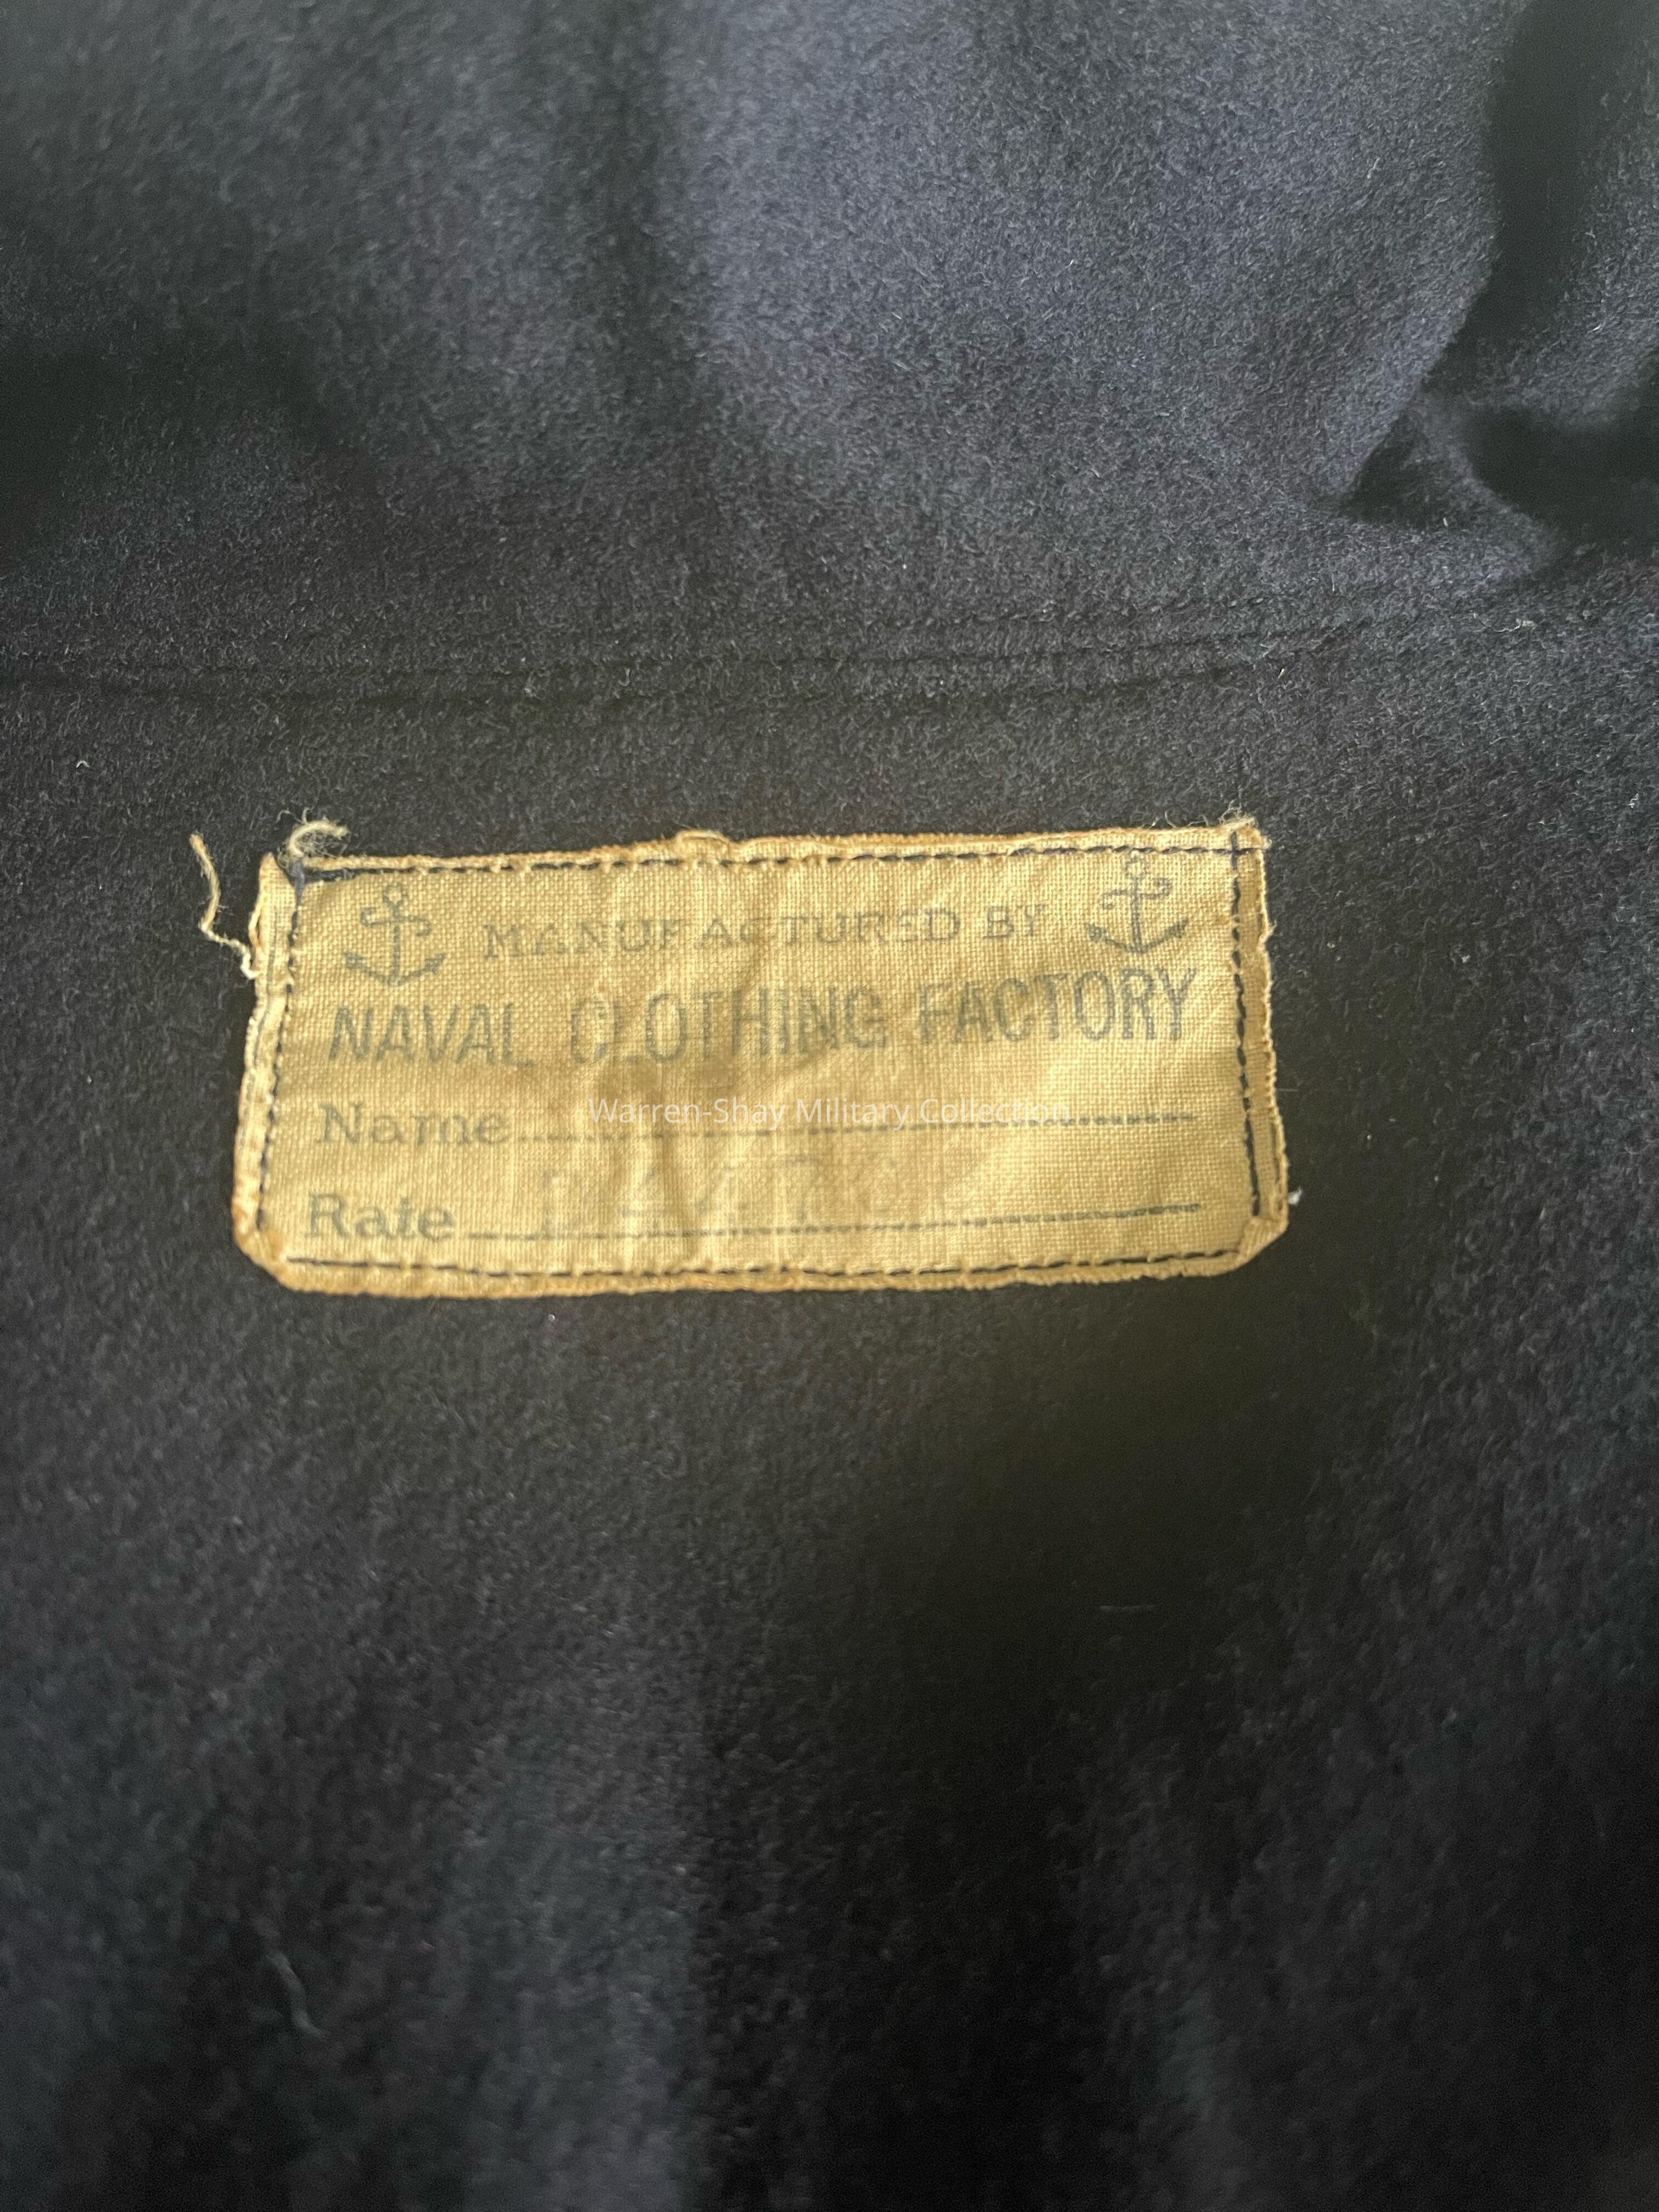 MANUFACTURED BY
NAVAL CLOTHING FACTORY
Name
Warren-Shay Military Collection
Rate